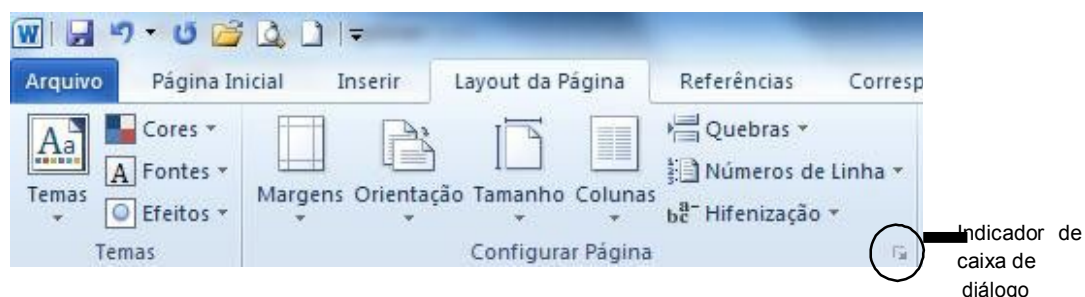 W
Arquivo Página Inicial Inserir Layout da Página Referências Corresp
Aa Cores
A Fontes
Temas Efeitos
Margens Orientação Tamanho Colunas
Quebras
Números de Linha
bc a- Hifenização
Temas Configurar Página
Indicador de
caixa de
diálogo